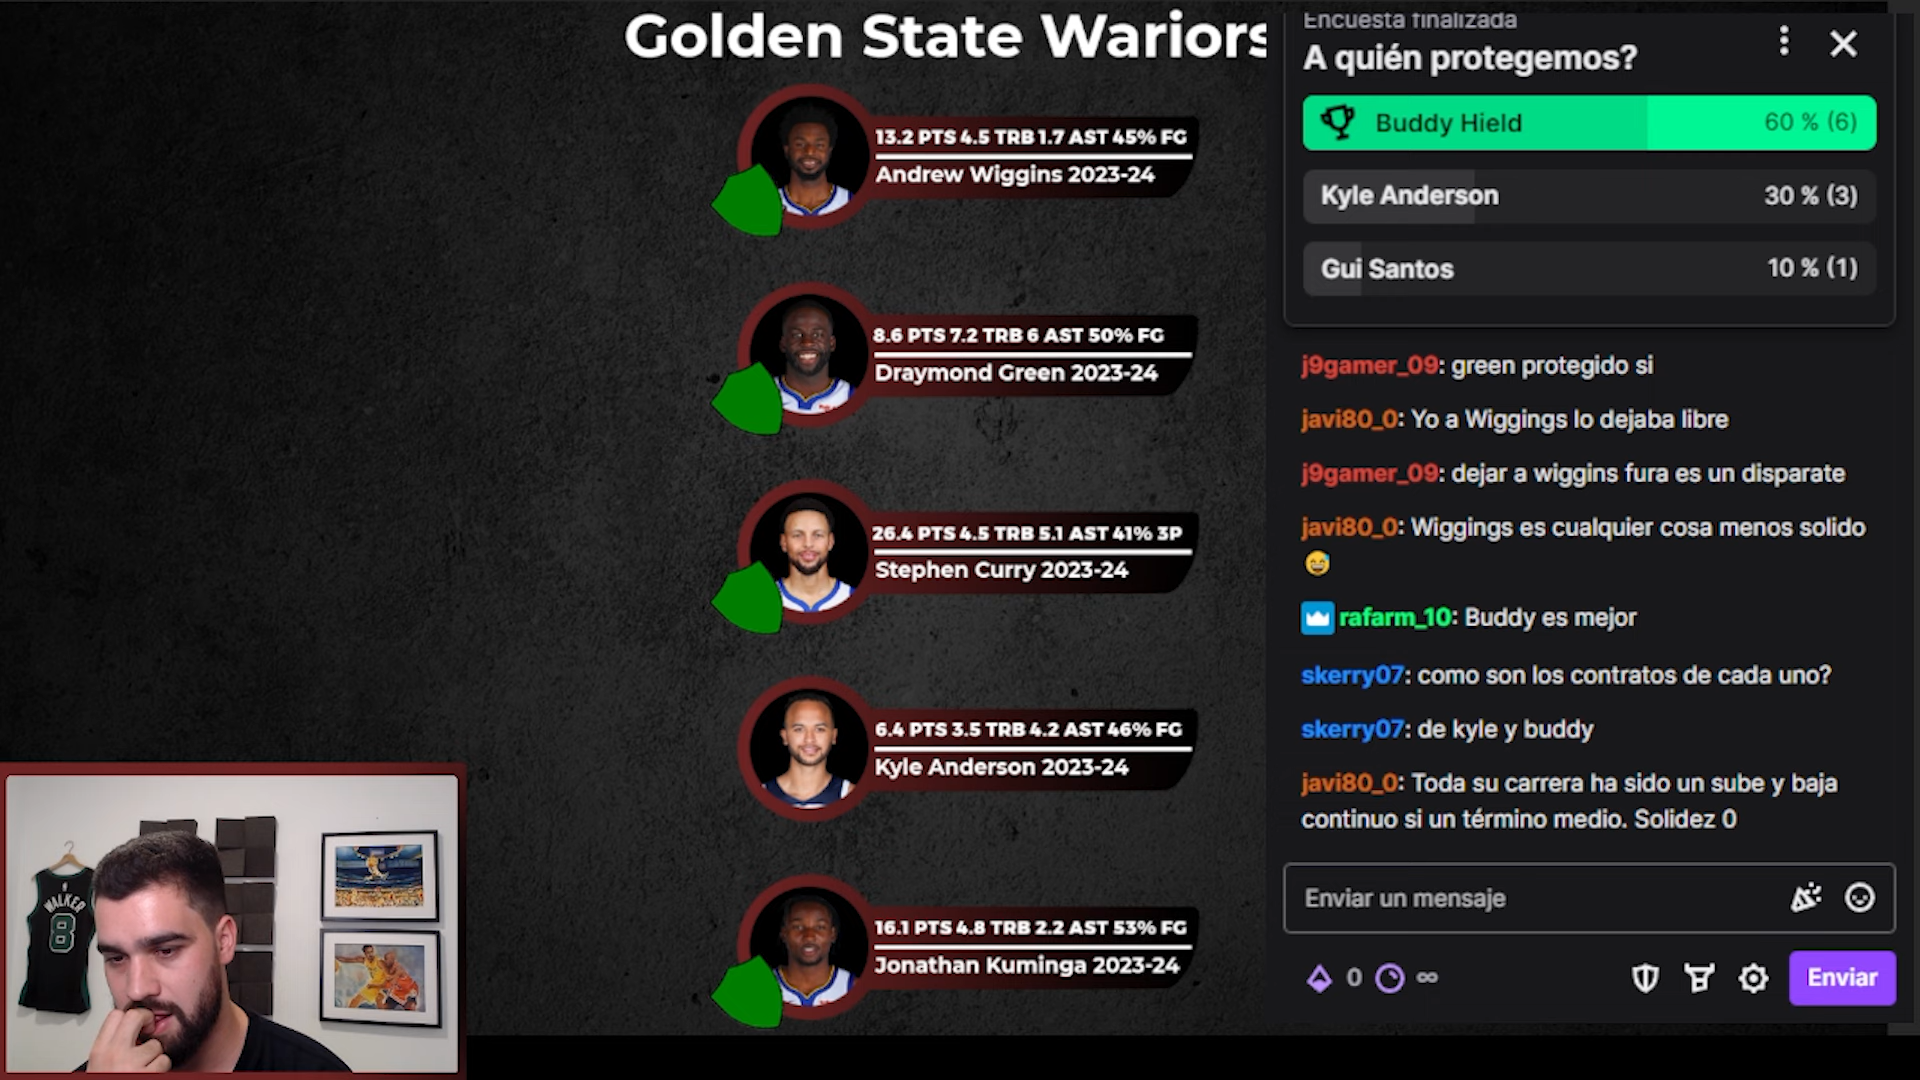 Golden State Wariors
13.2 PTS 4.5 TRB 1.7 AST 45% FG
Andrew Wiggins 2023-24
8.6 PTS 7.2 TRB 6 AST 50% FG
Draymond Green 2023-24
26.4 PTS 4.5 TRB 5.1 AST 41% 3P
Stephen Curry 2023-24
6.4 PTS 3.5 TRB 4.2 AST 46% FG
Kyle Anderson 2023-24
16.1 PTS 4.8 TRB 2.2 AST 53% FG
Jonathan Kuminga 2023-24
Encuesta finalizada
A quién protegemos?
Buddy Hield 60 % (6)
Kyle Anderson 30 % (3)
Gui Santos 10 % (1)
j9gamer_09: green protegido si
javi80_0: Yo a Wiggings lo dejaba libre
j9gamer_09: dejar a wiggins fura es un disparate
javi80_0: Wiggings es cualquier cosa menos solido
😅
rafarm_10: Buddy es mejor
skerry07: como son los contratos de cada uno?
skerry07: de kyle y buddy
javi80_0: Toda su carrera ha sido un sube y baja
continuo si un término medio. Solidez 0
Enviar un mensaje
0 ∞
Enviar
WALKER
8